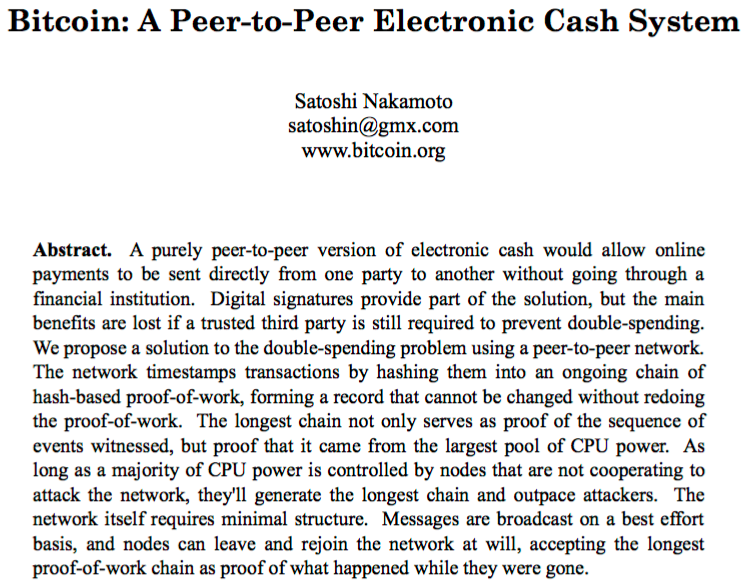 Bitcoin: A Peer-to-Peer Electronic Cash System
Satoshi Nakamoto
satoshin@gmx.com
www.bitcoin.org
Abstract. A purely peer-to-peer version of electronic cash would allow online
payments to be sent directly from one party to another without going through a
financial institution. Digital signatures provide part of the solution, but the main
benefits are lost if a trusted third party is still required to prevent double-spending.
We propose a solution to the double-spending problem using a peer-to-peer network.
The network timestamps transactions by hashing them into an ongoing chain of
hash-based proof-of-work, forming a record that cannot be changed without redoing
the proof-of-work. The longest chain not only serves as proof of the sequence of
events witnessed, but proof that it came from the largest pool of CPU power. As
long as a majority of CPU power is controlled by nodes that are not cooperating to
attack the network, they'll generate the longest chain and outpace attackers. The
network itself requires minimal structure. Messages are broadcast on a best effort
basis, and nodes can leave and rejoin the network at will, accepting the longest
proof-of-work chain as proof of what happened while they were gone.